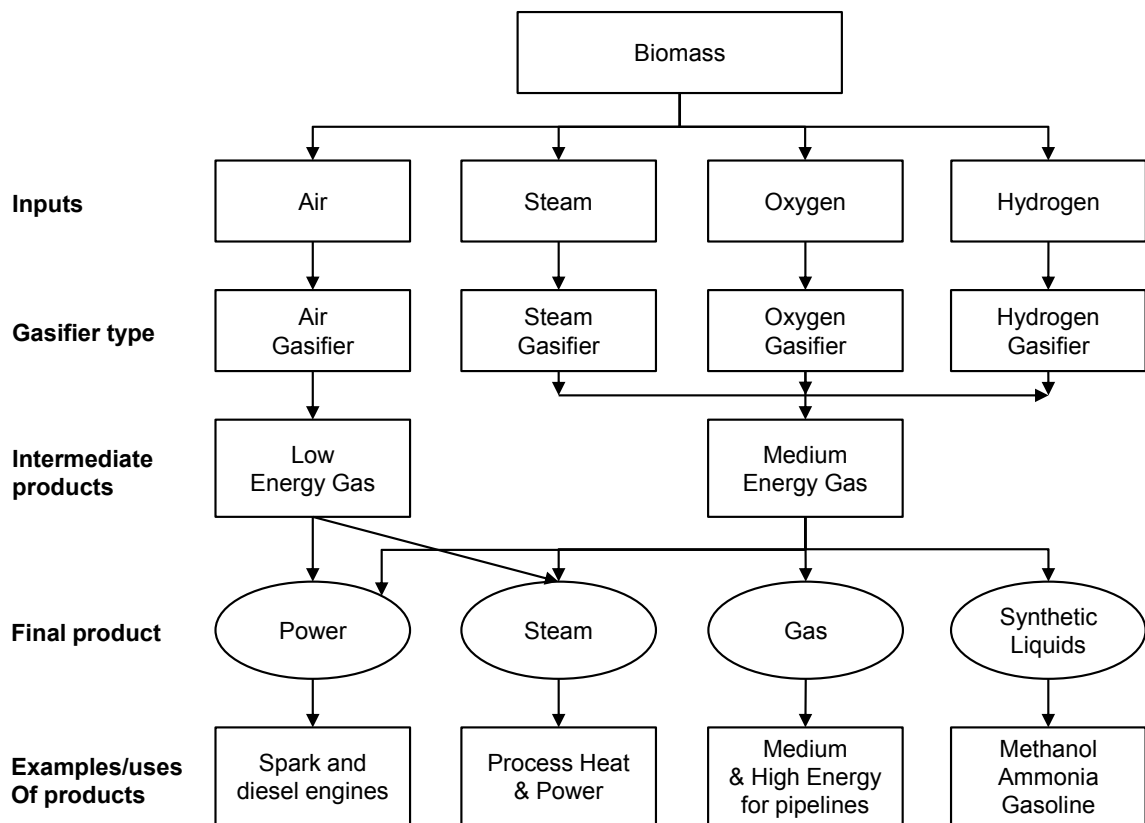 Biomass
Inputs
Air
Steam
Oxygen
Hydrogen
Gasifier type
Air
Gasifier
Steam
Gasifier
Oxygen
Gasifier
Hydrogen
Gasifier
Intermediate
products
Low
Energy Gas
Medium
Energy Gas
Final product
Power
Steam
Gas
Synthetic
Liquids
Examples/uses
Of products
Spark and
diesel engines
Process Heat
& Power
Medium
& High Energy
for pipelines
Methanol
Ammonia
Gasoline